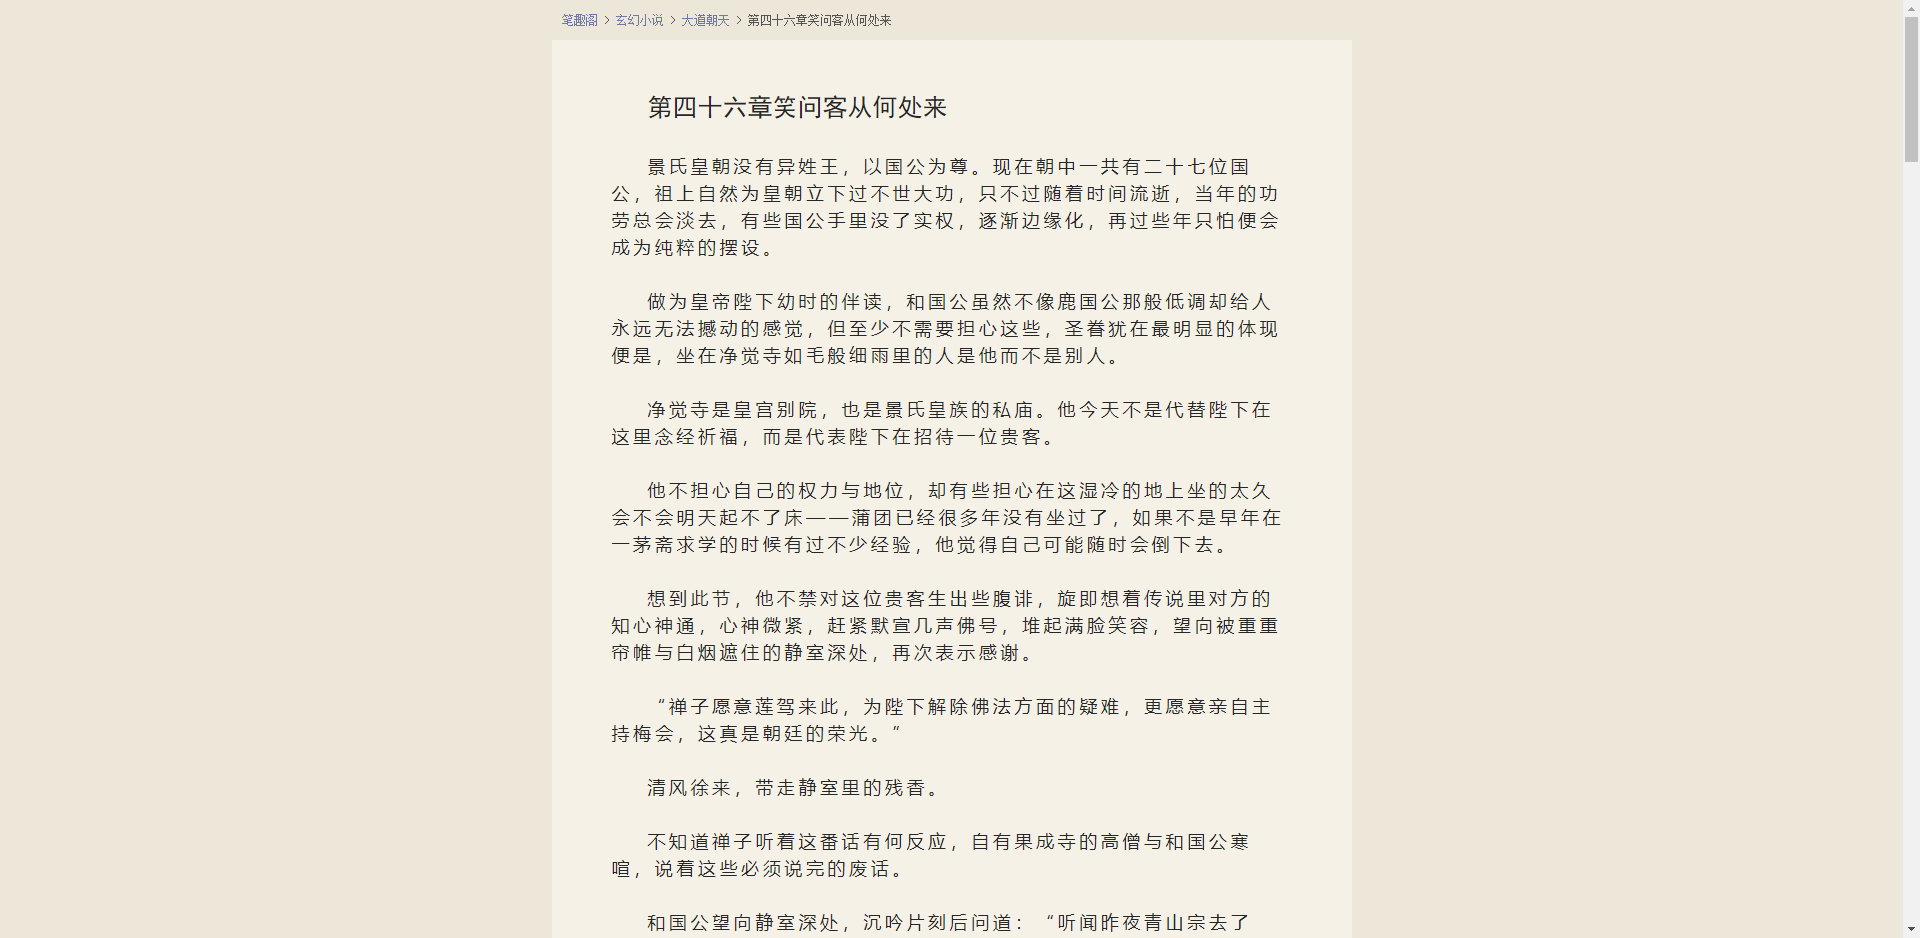 笔趣阁 > 玄幻小说 > 大道朝天 > 第四十六章笑问客从何处来
第四十六章笑问客从何处来
景氏皇朝没有异姓王，以国公为尊。现在朝中一共有二十七位国
公，祖上自然为皇朝立下过不世大功，只不过随着时间流逝，当年的功
劳总会淡去，有些国公手里没了实权，逐渐边缘化，再过些年只怕便会
成为纯粹的摆设。
做为皇帝陛下幼时的伴读，和国公虽然不像鹿国公那般低调却给人
永远无法撼动的感觉，但至少不需要担心这些，圣眷犹在最明显的体现
便是，坐在净觉寺如毛般细雨里的人是他而不是别人。
净觉寺是皇宫别院，也是景氏皇族的私庙。他今天不是代替陛下在
这里念经祈福，而是代表陛下在招待一位贵客。
他不担心自己的权力与地位，却有些担心在这湿冷的地上坐的太久
会不会明天起不了床——蒲团已经很多年没有坐过了，如果不是早年在
一茅斋求学的时候有过不少经验，他觉得自己可能随时会倒下去。
想到此节，他不禁对这位贵客生出些腹诽，旋即想着传说里对方的
知心神通，心神微紧，赶紧默宣几声佛号，堆起满脸笑容，望向被重重
帘帷与白烟遮住的静室深处，再次表示感谢。
“禅子愿意莲驾来此，为陛下解除佛法方面的疑难，更愿意亲自主
持梅会，这真是朝廷的荣光。”
清风徐来，带走静室里的残香。
不知道禅子听着这番话有何反应，自有果成寺的高僧与和国公寒
喧，说着这些必须说完的废话。
和国公望向静室深处，沉吟片刻后问道：“听闻昨夜青山宗去了